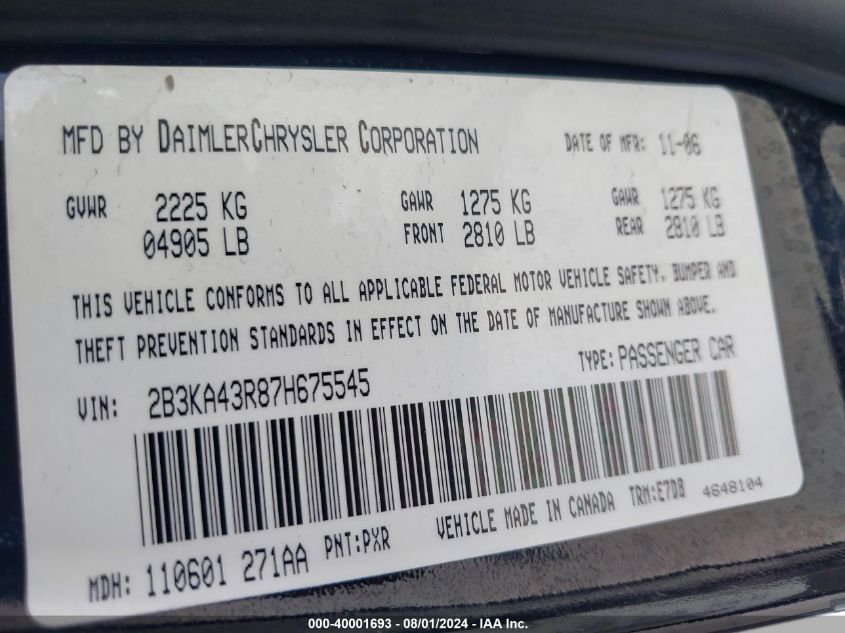 MFD BY DAIMLERCHRYSLER CORPORATION DATE OF MFR: 11-06
GVWR 2225 KG GAWR 1275 KG GAWR 1275 KG
04905 LB FRONT 2810 LB REAR 2810 LB
THIS VEHICLE CONFORMS TO ALL APPLICABLE FEDERAL MOTOR VEHICLE SAFETY, BUMPER AND
THEFT PREVENTION STANDARDS IN EFFECT ON THE DATE OF MANUFACTURE SHOWN ABOVE.
VIN: 2B3KA43R87H675545 TYPE: PASSENGER CAR
MDH: 110601 271AA PNT:PXR VEHICLE MADE IN CANADA TRM:E7DB 4648104
000-40001693 - 08/01/2024 - IAA Inc.